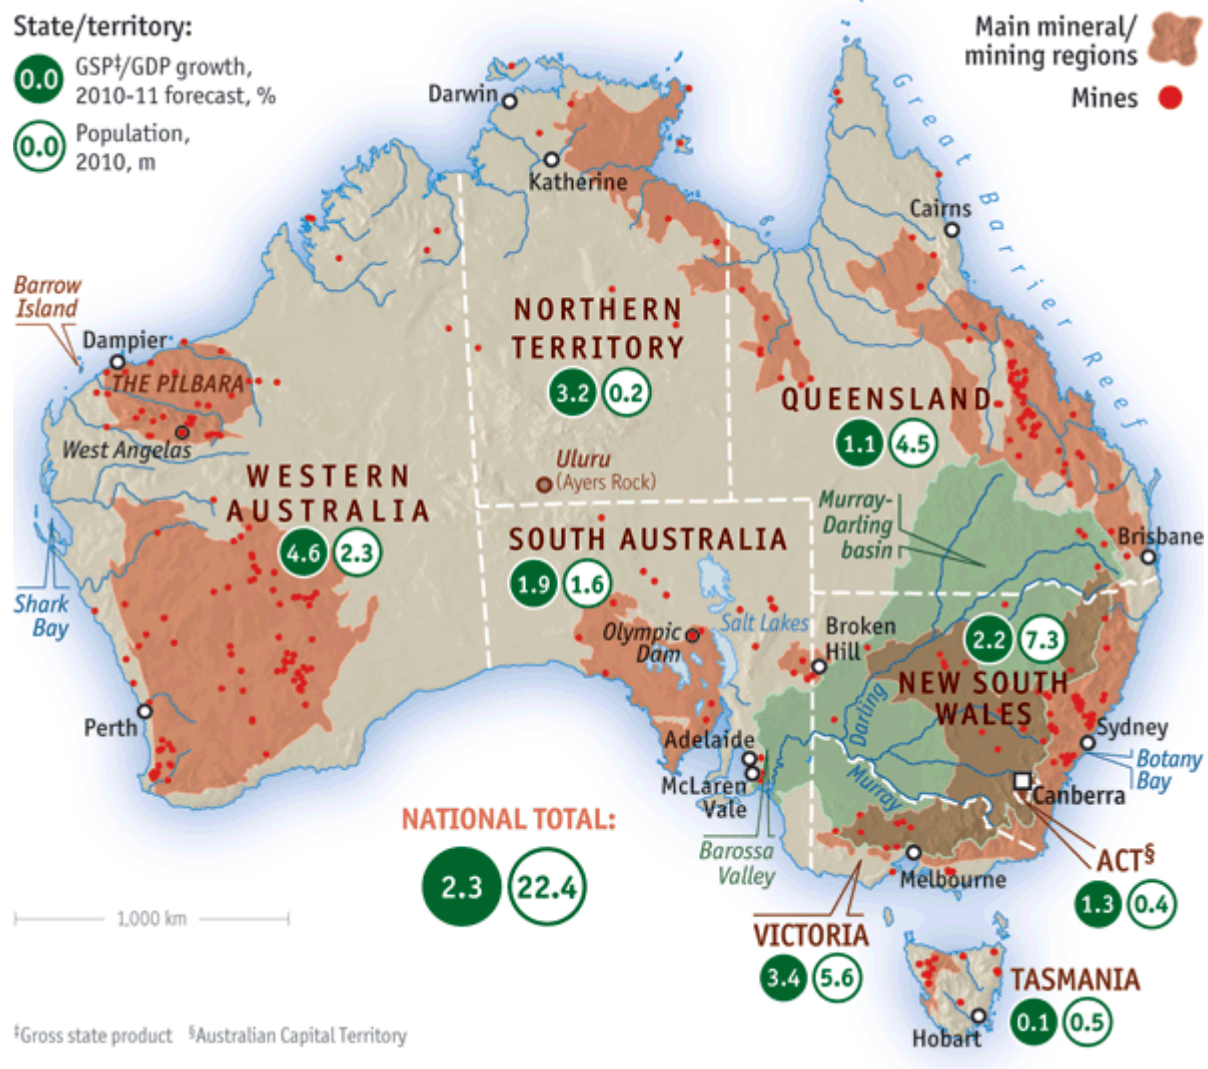 State/territory:
0.0
GSP‡/GDP growth,
2010-11 forecast, %
0.0
Population,
2010, m
Main mineral/
mining regions
Mines
Darwin
Katherine
Great Barrier Reef
Cairns
Barrow
Island
Dampier
THE PILBARA
West Angelas
NORTHERN
TERRITORY
3.2
0.2
QUEENSLAND
1.1
4.5
Uluru
(Ayers Rock)
WESTERN
AUSTRALIA
4.6
2.3
SOUTH AUSTRALIA
1.9
1.6
Murray-
Darling
basin
Brisbane
Shark
Bay
Olympic
Dam
Salt Lakes
Broken
Hill
2.2
7.3
NEW SOUTH
WALES
Darling
Murray
Perth
Adelaide
McLaren
Vale
Sydney
Botany
Bay
Canberra
Barossa
Valley
Melbourne
ACT§
1.3
0.4
NATIONAL TOTAL:
2.3
22.4
1,000 km
VICTORIA
3.4
5.6
TASMANIA
0.1
0.5
Hobart
‡Gross state product §Australian Capital Territory